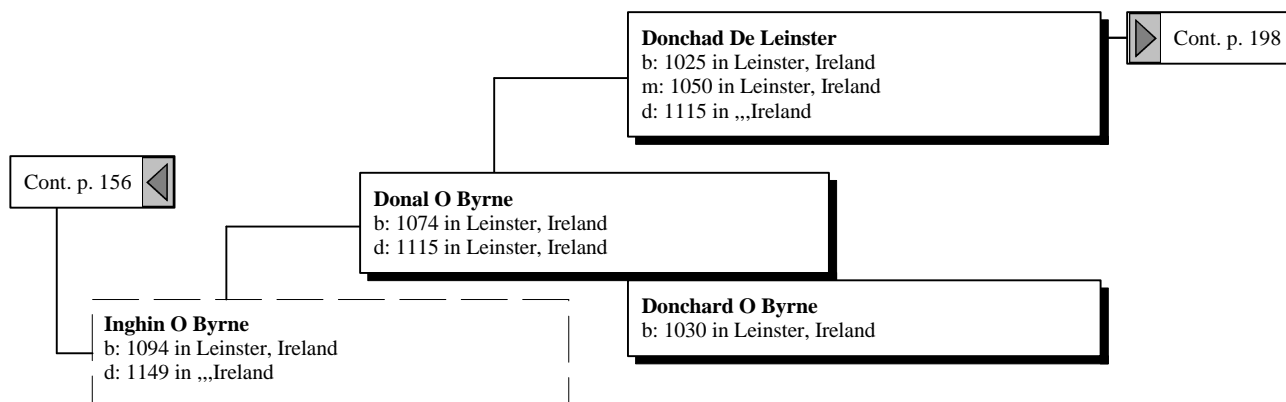 Donchad De Leinster
b: 1025 in Leinster, Ireland
m: 1050 in Leinster, Ireland
d: 1115 in ,,,Ireland
Cont. p. 198
Cont. p. 156
Donal O Byrne
b: 1074 in Leinster, Ireland
d: 1115 in Leinster, Ireland
Donchard O Byrne
b: 1030 in Leinster, Ireland
Inghin O Byrne
b: 1094 in Leinster, Ireland
d: 1149 in ,,,Ireland